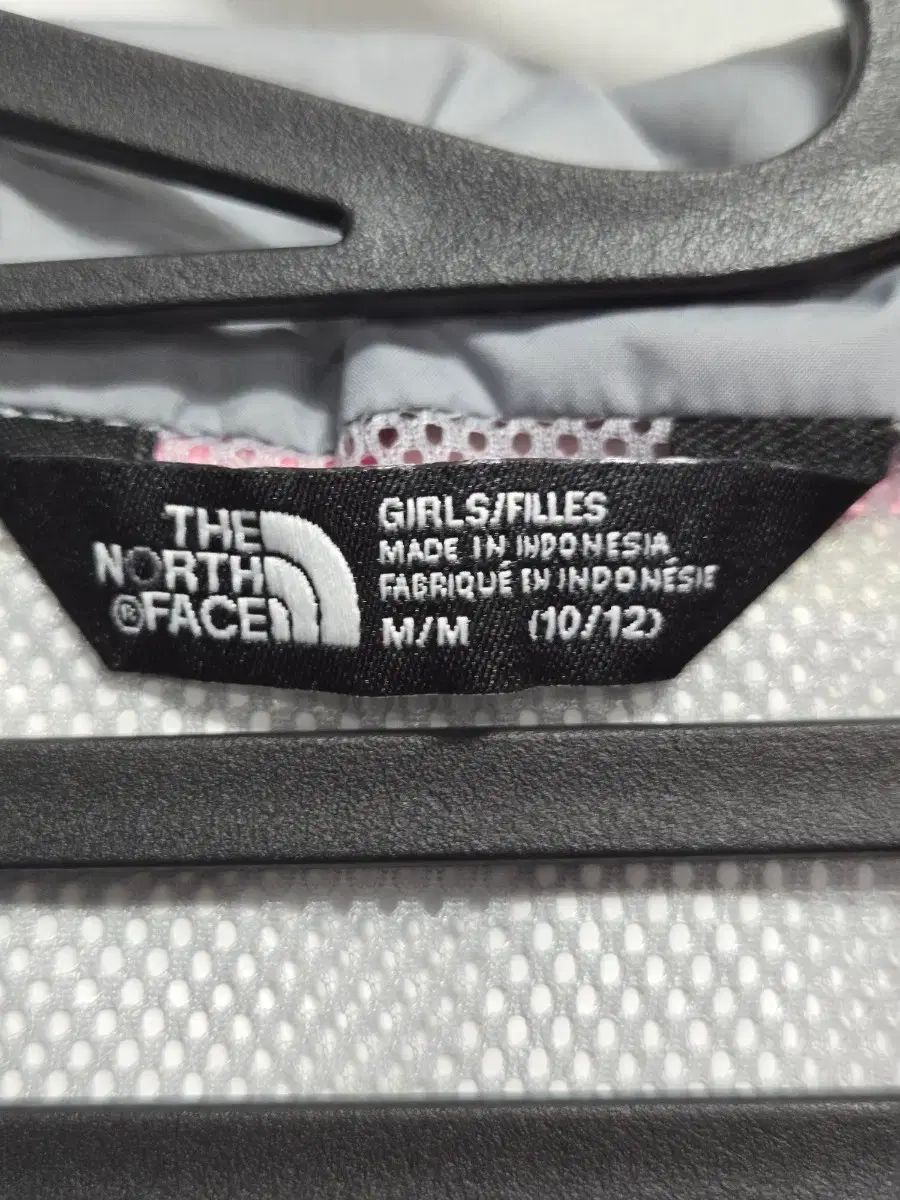 THE
NORTH
®FACE
GIRLS/FILLES
MADE IN INDONESIA
FABRIQUÉ EN INDONÉSIE
M/M (10/12)